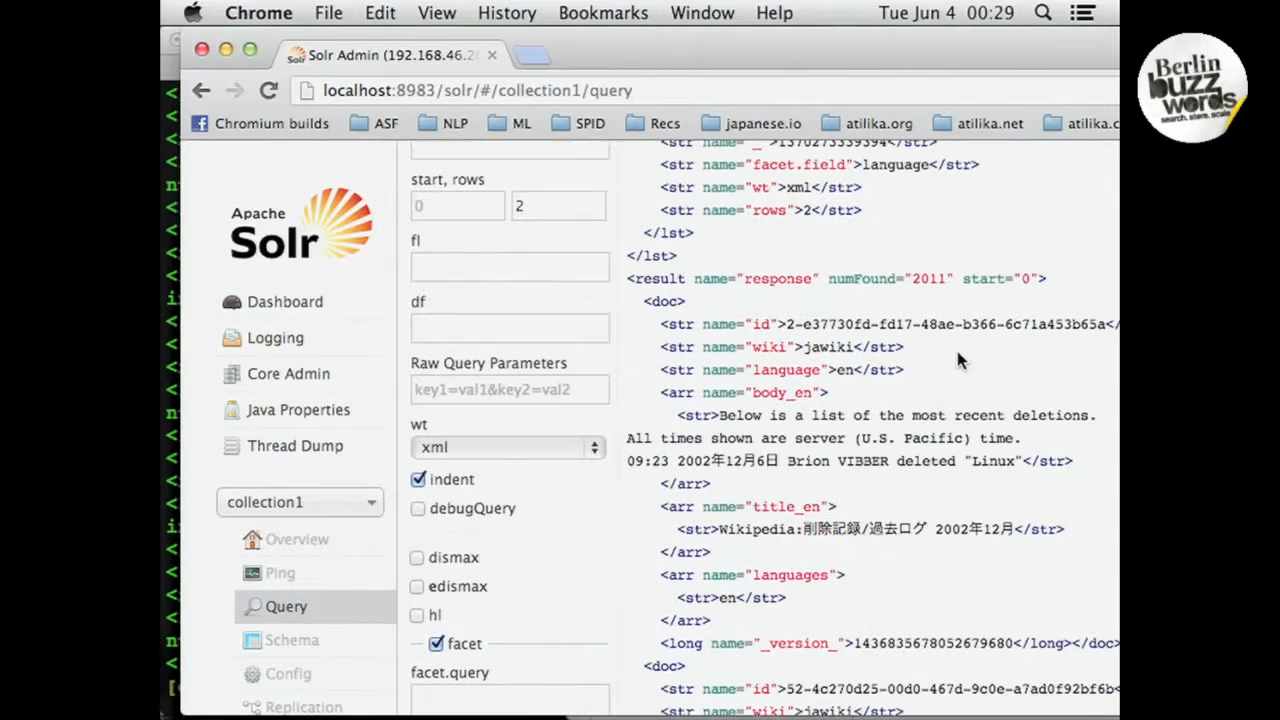 Chrome File Edit View History Bookmarks Window Help Tue Jun 4 00:29
Berlin
buzz
words
search. store. scale.
Solr Admin (192.168.46.2
localhost:8983/solr/#/collection1/query
Chromium builds ASF NLP ML SPID Recs japanese.io atilika.org atilika.net atilika.c
Apache
Solr
Dashboard
Logging
Core Admin
Java Properties
Thread Dump
collection1
Overview
Ping
Query
Schema
Config
Replication
start, rows
0 2
fl
df
Raw Query Parameters
key1=val1&key2=val2
wt
xml
indent
debugQuery
dismax
edismax
hl
facet
facet.query
<str name="_">1370273339394</str>
<str name="facet.field">language</str>
<str name="wt">xml</str>
<str name="rows">2</str>
</lst>
</lst>
<result name="response" numFound="2011" start="0">
<doc>
<str name="id">2-e37730fd-fd17-48ae-b366-6c71a453b65a</
<str name="wiki">jawiki</str>
<str name="language">en</str>
<arr name="body_en">
<str>Below is a list of the most recent deletions.
All times shown are server (U.S. Pacific) time.
09:23 2002年12月6日 Brion VIBBER deleted "Linux"</str>
</arr>
<arr name="title_en">
<str>Wikipedia:削除記録/過去ログ 2002年12月</str>
</arr>
<arr name="languages">
<str>en</str>
</arr>
<long name="_version_">1436835678052679680</long></doc>
<doc>
<str name="id">52-4c270d25-00d0-467d-9c0e-a7ad0f92bf6b<
<str name="wiki">jawiki</str>